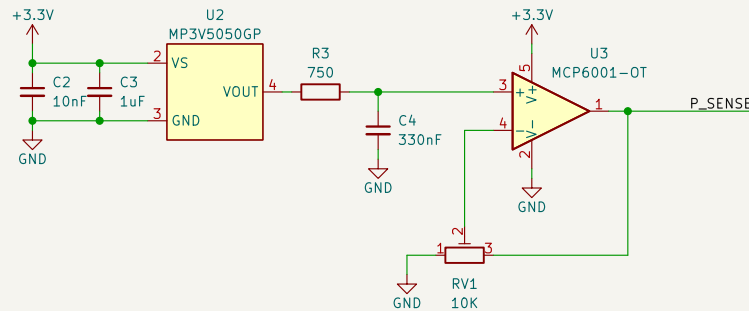 +3.3V
U2
MP3V5050GP
2
VS
VOUT
4
3
GND
C2
10nF
C3
1uF
GND
R3
750
C4
330nF
GND
+3.3V
U3
MCP6001-OT
5
V+
3
+
4
-
V-
2
1
P_SENSE
GND
2
1
3
RV1
10K
GND